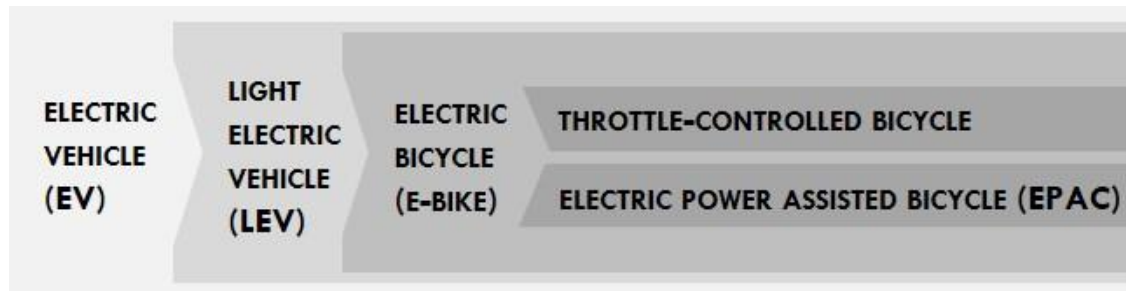 ELECTRIC
VEHICLE
(EV)
LIGHT
ELECTRIC
VEHICLE
(LEV)
ELECTRIC
BICYCLE
(E-BIKE)
THROTTLE-CONTROLLED BICYCLE
ELECTRIC POWER ASSISTED BICYCLE (EPAC)